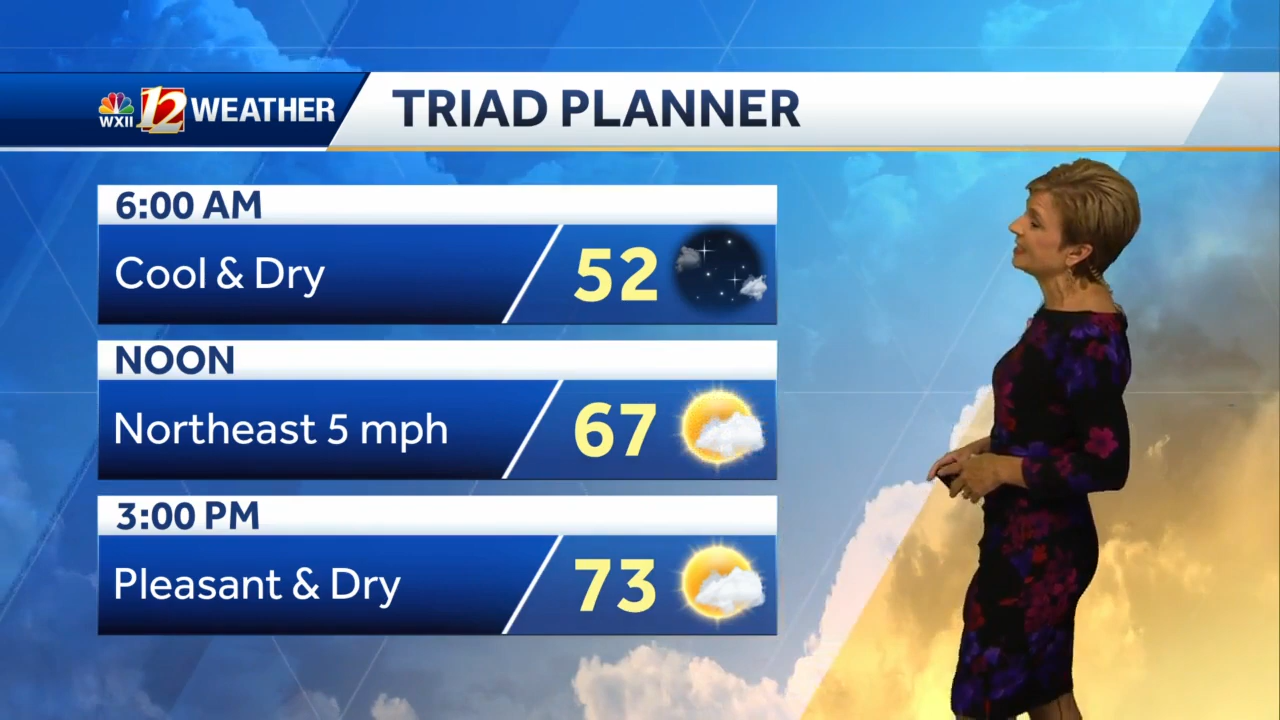 WXII 12 WEATHER
TRIAD PLANNER
6:00 AM
Cool & Dry
52
NOON
Northeast 5 mph
67
3:00 PM
Pleasant & Dry
73